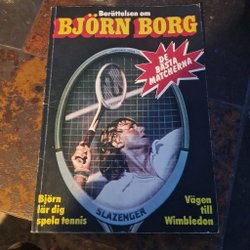 Berättelsen om
BJÖRN BORG
DE
BÄSTA
MATCHERNA
SLAZENGER
Björn
lär dig
spela tennis
Vägen
till
Wimbledon